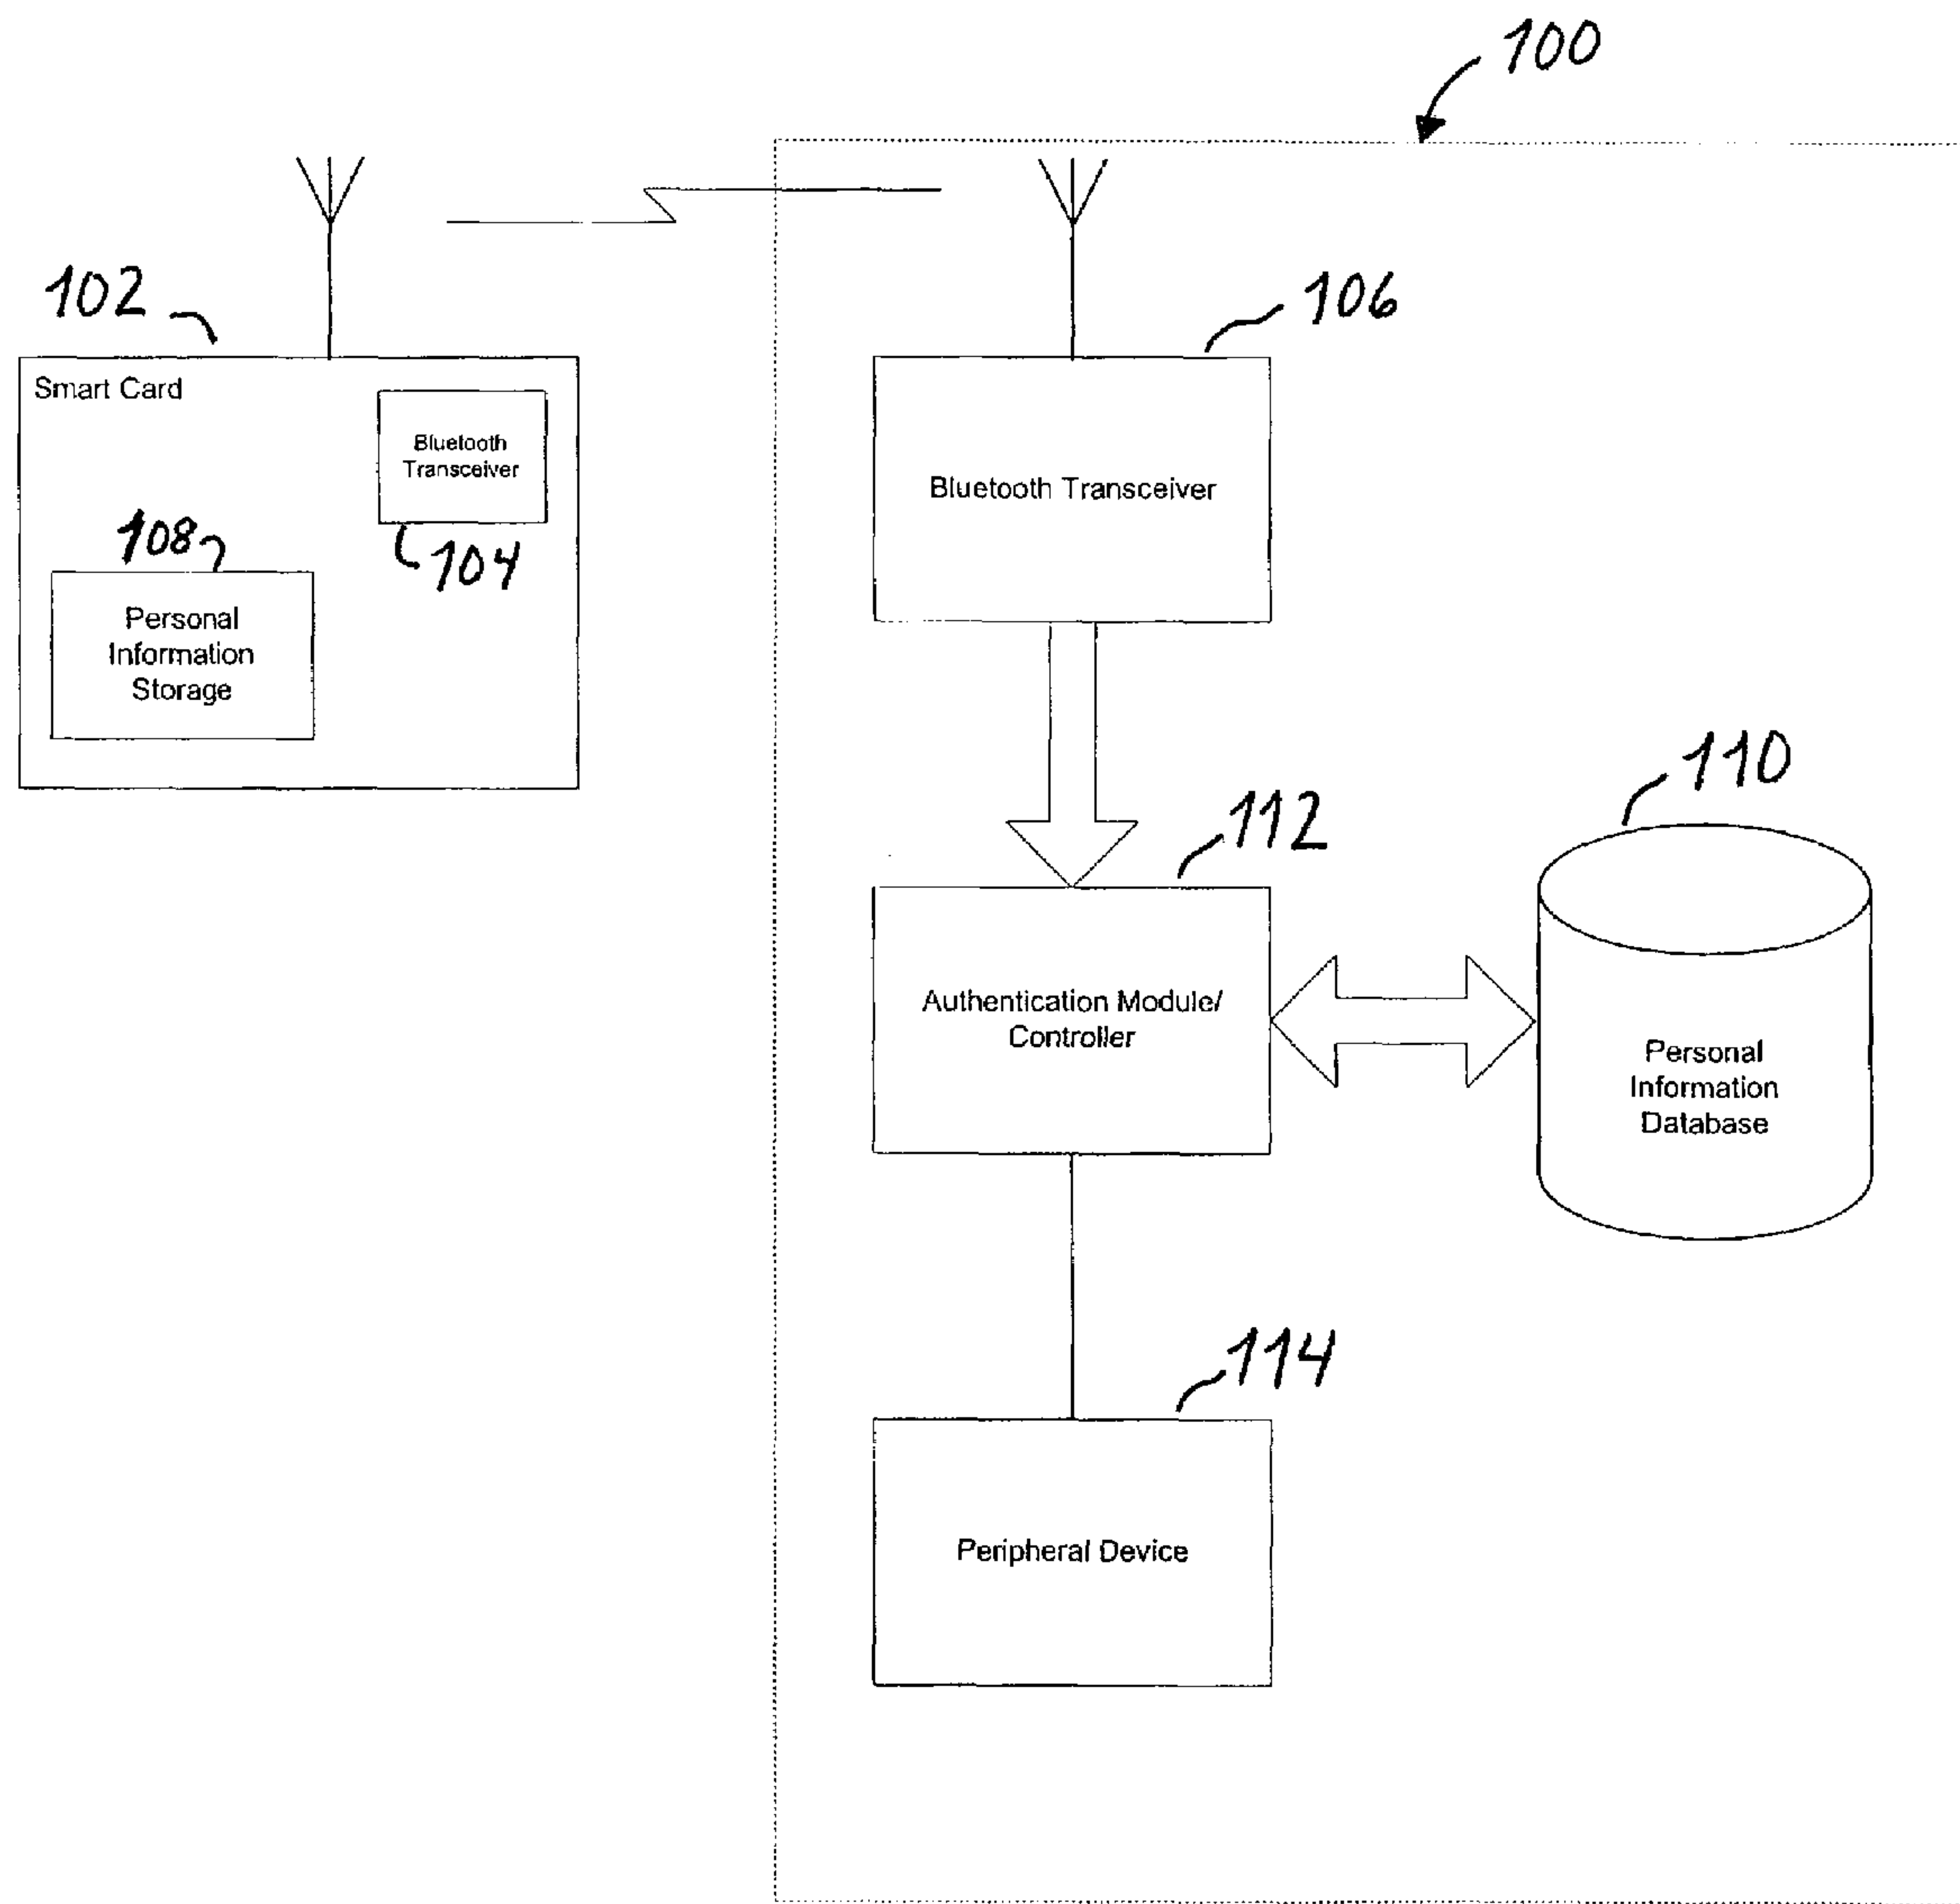 100
102
106
Smart Card
Bluetooth
Transceiver
104
108
Personal
Information
Storage
Bluetooth Transceiver
110
112
Authentication Module/
Controller
Personal
Information
Database
114
Peripheral Device